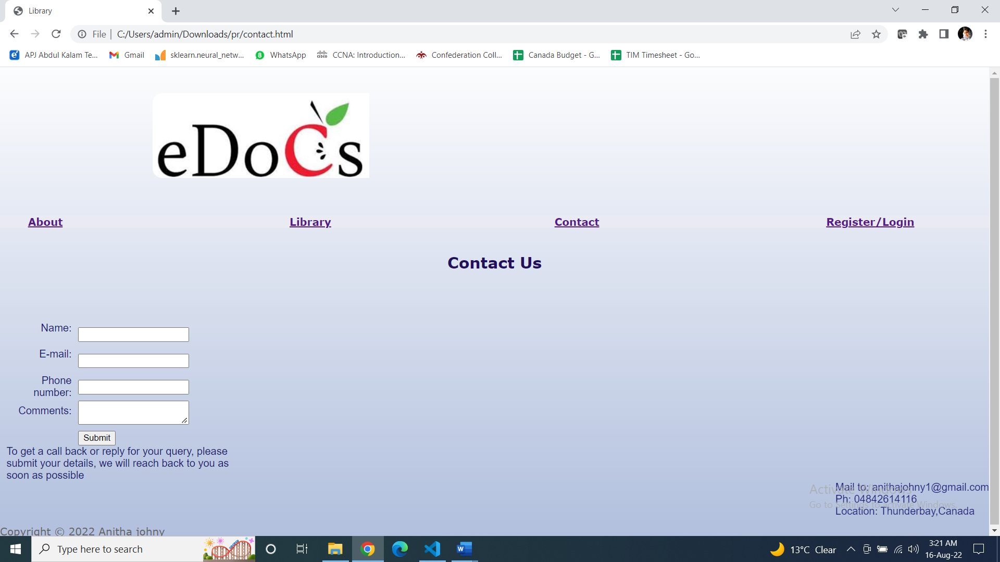 Library
File | C:/Users/admin/Downloads/pr/contact.html
APJ Abdul Kalam Te... Gmail sklearn.neural_netw... WhatsApp CCNA: Introduction... Confederation Coll... Canada Budget - G... TIM Timesheet - Go...
eDoCs
About Library Contact Register/Login
Contact Us
Name:
E-mail:
Phone
number:
Comments:
Submit
To get a call back or reply for your query, please
submit your details, we will reach back to you as
soon as possible
Mail to: anithajohny1@gmail.com
Ph: 04842614116
Location: Thunderbay,Canada
Activate Windows
Go to Settings to activate Windows.
Copyright © 2022 Anitha johny
Type here to search
13°C Clear
3:21 AM
16-Aug-22